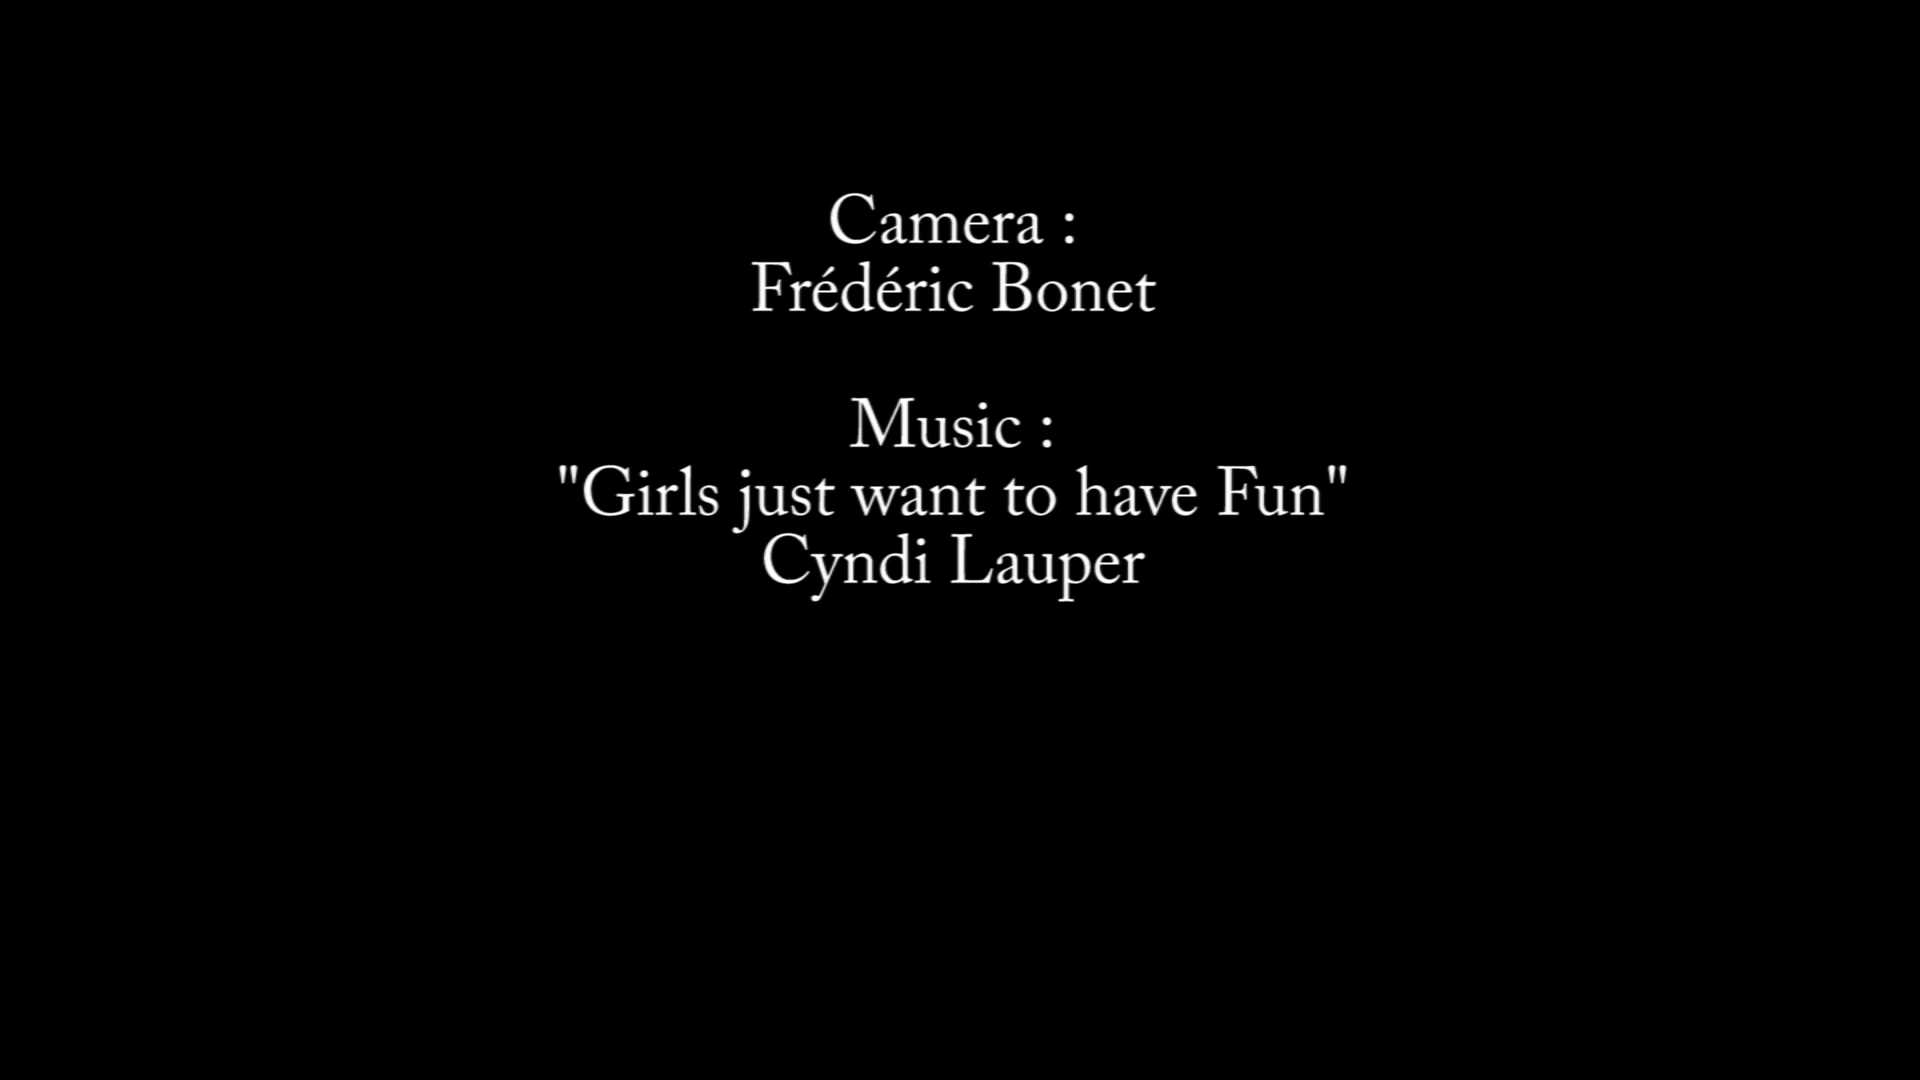 Camera :
Frédéric Bonet
Music :
"Girls just want to have Fun"
Cyndi Lauper